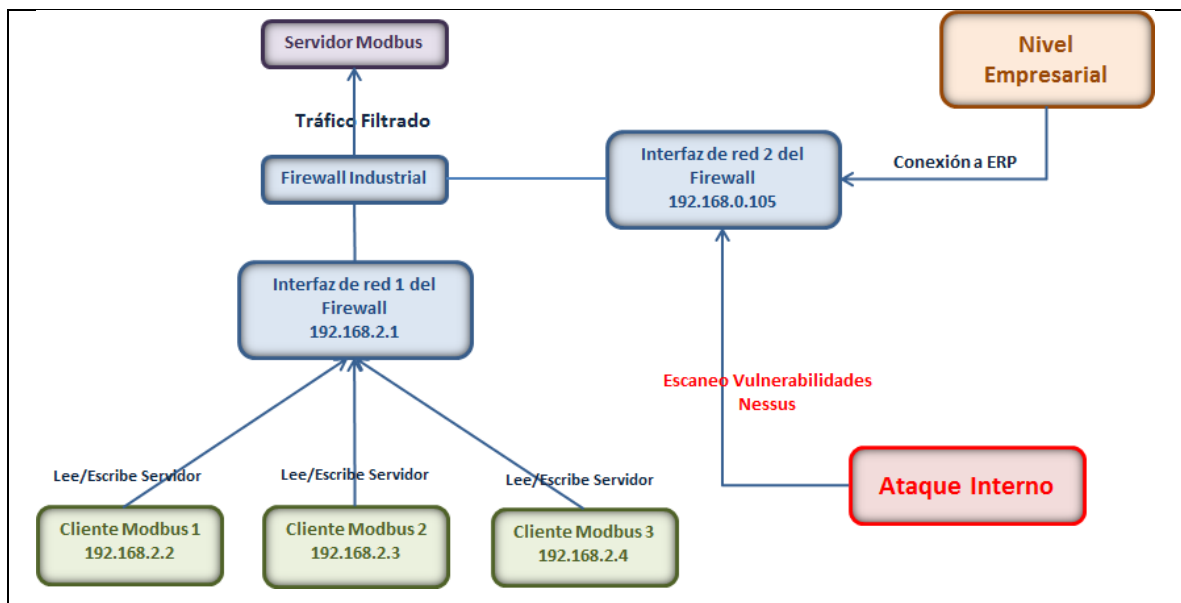 Servidor Modbus
Nivel
Empresarial
Tráfico Filtrado
Interfaz de red 2 del
Firewall
192.168.0.105
Conexión a ERP
Firewall Industrial
Interfaz de red 1 del
Firewall
192.168.2.1
Escaneo Vulnerabilidades
Nessus
Ataque Interno
Lee/Escribe Servidor
Lee/Escribe Servidor
Lee/Escribe Servidor
Cliente Modbus 1
192.168.2.2
Cliente Modbus 2
192.168.2.3
Cliente Modbus 3
192.168.2.4